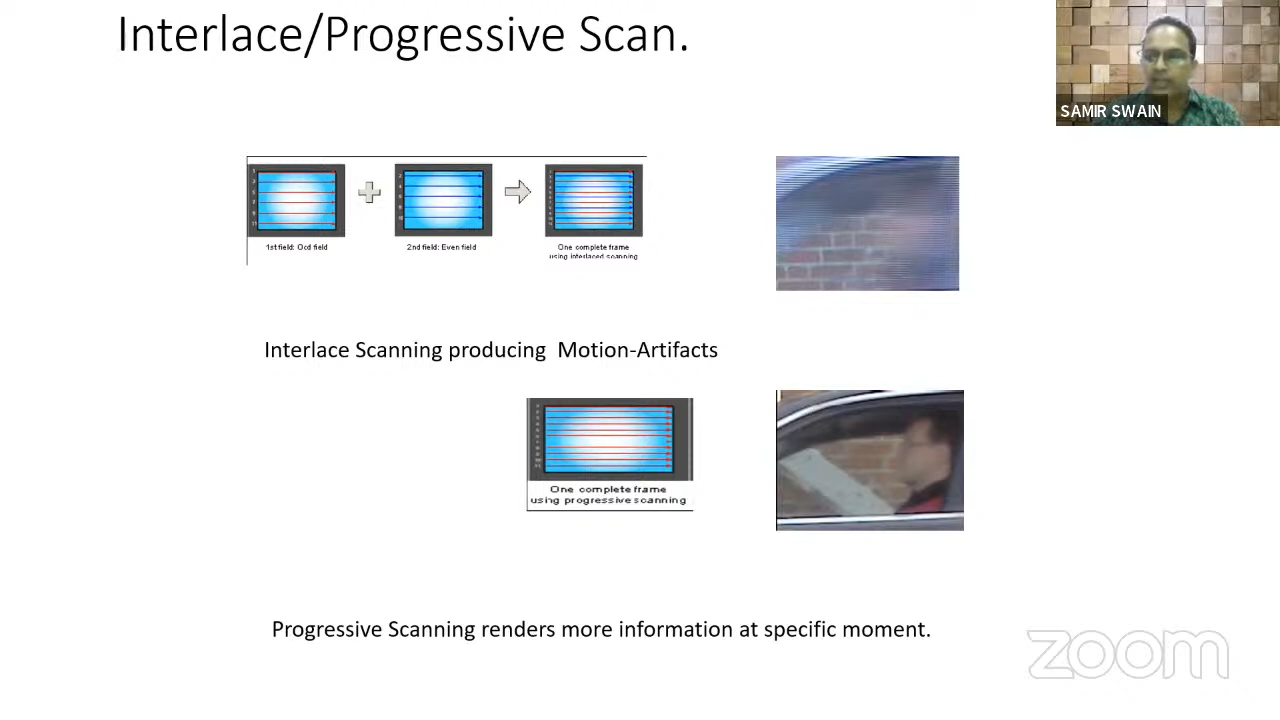 Interlace/Progressive Scan.
SAMIR SWAIN
1st field: Odd field
2nd field: Even field
One complete frame
using interlaced scanning
Interlace Scanning producing Motion-Artifacts
One complete frame
using progressive scanning
Progressive Scanning renders more information at specific moment.
zoom